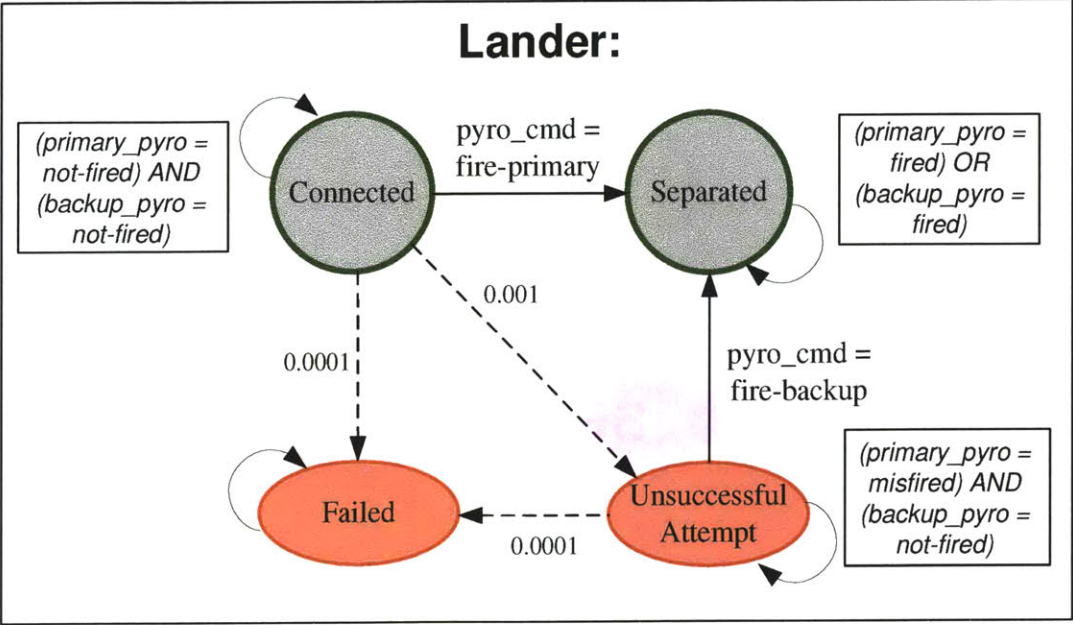 Lander:
(primary_pyro =
not-fired) AND
(backup_pyro =
not-fired)
Connected
pyro_cmd =
fire-primary
Separated
(primary_pyro =
fired) OR
(backup_pyro =
fired)
0.001
0.0001
pyro_cmd =
fire-backup
Failed
0.0001
Unsuccessful
Attempt
(primary_pyro =
misfired) AND
(backup_pyro =
not-fired)